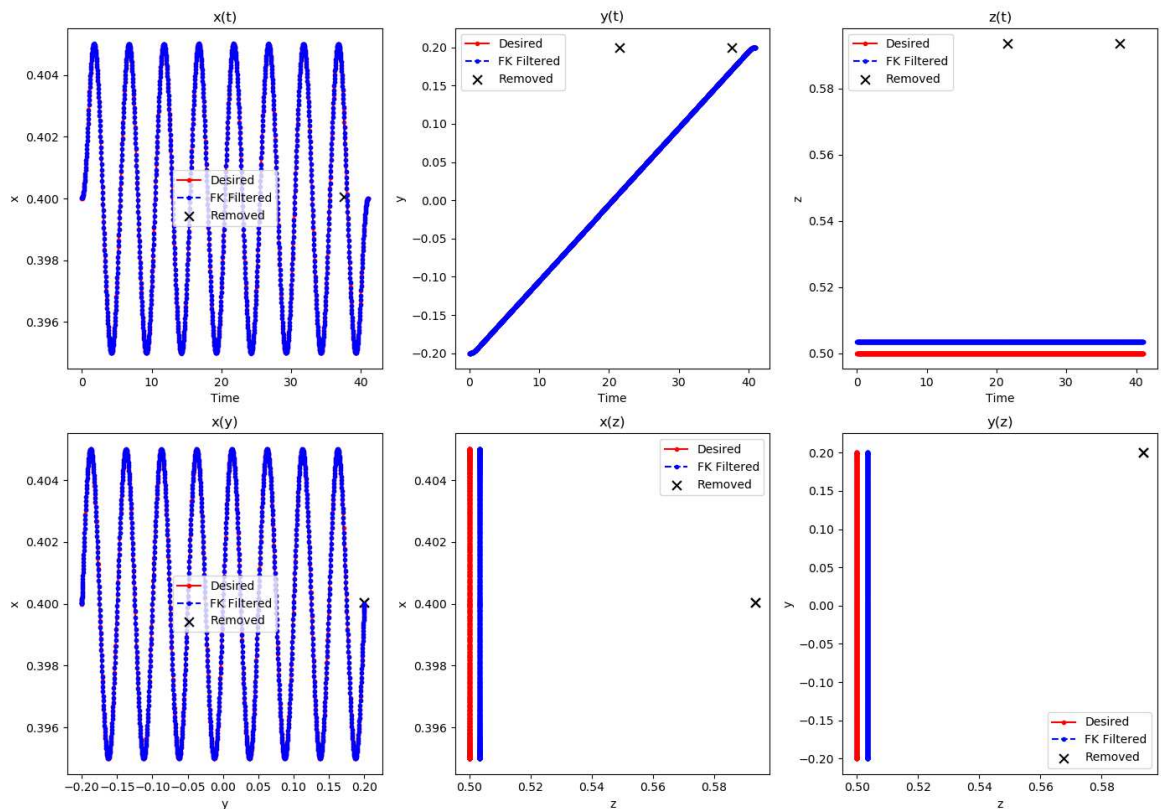 x(t)
0.404
0.402
0.400
0.398
0.396
x
Desired
FK Filtered
Removed
0 10 20 30 40
Time
y(t)
0.20
0.15
0.10
0.05
0.00
−0.05
−0.10
−0.15
−0.20
y
Desired
FK Filtered
Removed
0 10 20 30 40
Time
z(t)
0.58
0.56
0.54
0.52
0.50
z
Desired
FK Filtered
Removed
0 10 20 30 40
Time
x(y)
0.404
0.402
0.400
0.398
0.396
x
Desired
FK Filtered
Removed
−0.20 −0.15 −0.10 −0.05 0.00 0.05 0.10 0.15 0.20
y
x(z)
0.404
0.402
0.400
0.398
0.396
x
Desired
FK Filtered
Removed
0.50 0.52 0.54 0.56 0.58
z
y(z)
0.20
0.15
0.10
0.05
0.00
−0.05
−0.10
−0.15
−0.20
y
Desired
FK Filtered
Removed
0.50 0.52 0.54 0.56 0.58
z